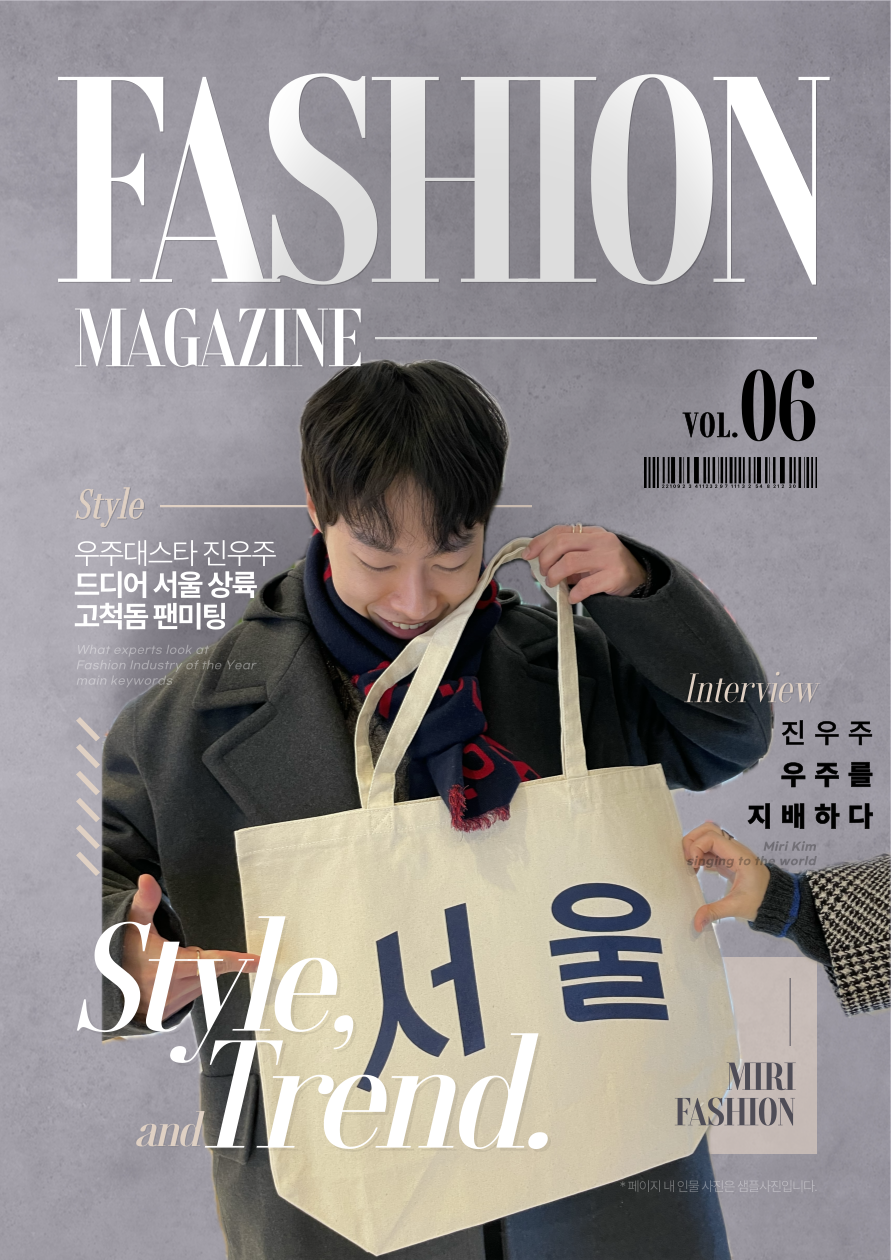 FASHION
MAGAZINE
VOL.06
Style
우주대스타 진우주
드디어 서울 상륙
고척돔 팬미팅
What experts look at
Fashion Industry of the Year
main keywords
Interview
진우주
우주를
지배하다
Miri Kim
singing to the world
서울
Style,
and Trend.
MIRI
FASHION
* 페이지 내 인물 사진은 샘플사진입니다.